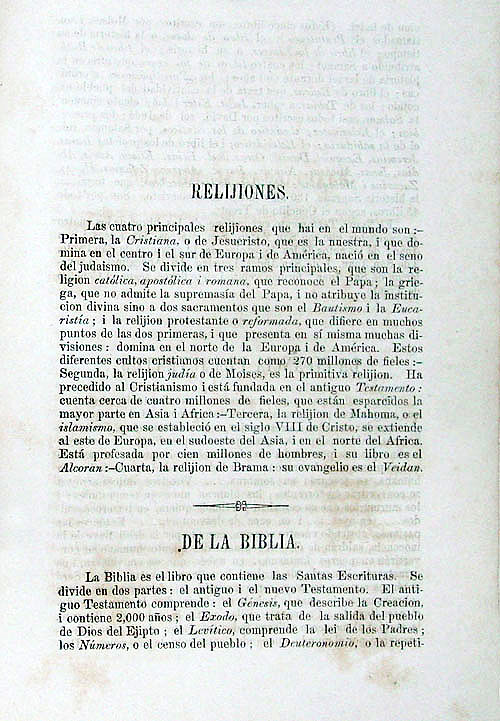 RELIJIONES.
Las cuatro principales relijiones que hai en el mundo son :–
Primera, la Cristiana, o de Jesucristo, que es la nuestra, i que do-
mina en el centro i el sur de Europa i de América, nació en el seno
del judaismo. Se divide en tres ramos principales, que son la re-
ligion católica, apostólica i romana, que reconoce el Papa ; la grie-
ga, que no admite la supremasía del Papa, i no atribuye la institu-
cion divina sino a dos sacramentos que son el Bautismo i la Euca-
ristía ; i la relijion protestante o reformada, que difiere en muchos
puntos de las dos primeras, i que presenta en sí misma muchas di-
visiones : domina en el norte de la Europa i de América. Estos
diferentes cultos cristianos cuentan como 270 millones de fieles :–
Segunda, la relijion judía o de Moises, es la primitiva relijion. Ha
precedido al Cristianismo i está fundada en el antiguo Testamento :
cuenta cerca de cuatro millones de fieles, que están esparcidos la
mayor parte en Asia i Africa :–Tercera, la relijion de Mahoma, o el
islamismo, que se estableció en el siglo VIII de Cristo, se extiende
al este de Europa, en el sudoeste del Asia, i en el norte del Africa.
Está profesada por cien millones de hombres, i su libro es el
Alcorán :–Cuarta, la relijion de Brama : su evangelio es el Veidan.
DE LA BIBLIA.
La Biblia es el libro que contiene las Santas Escrituras. Se
divide en dos partes : el antiguo i el nuevo Testamento. El anti-
guo Testamento comprende : el Génesis, que describe la Creacion,
i contiene 2,000 años ; el Exodo, que trata de la salida del pueblo
de Dios del Ejipto ; el Levítico, comprende la lei de los Padres ;
los Números, o el censo del pueblo ; el Deuteronomio, o la repeti-